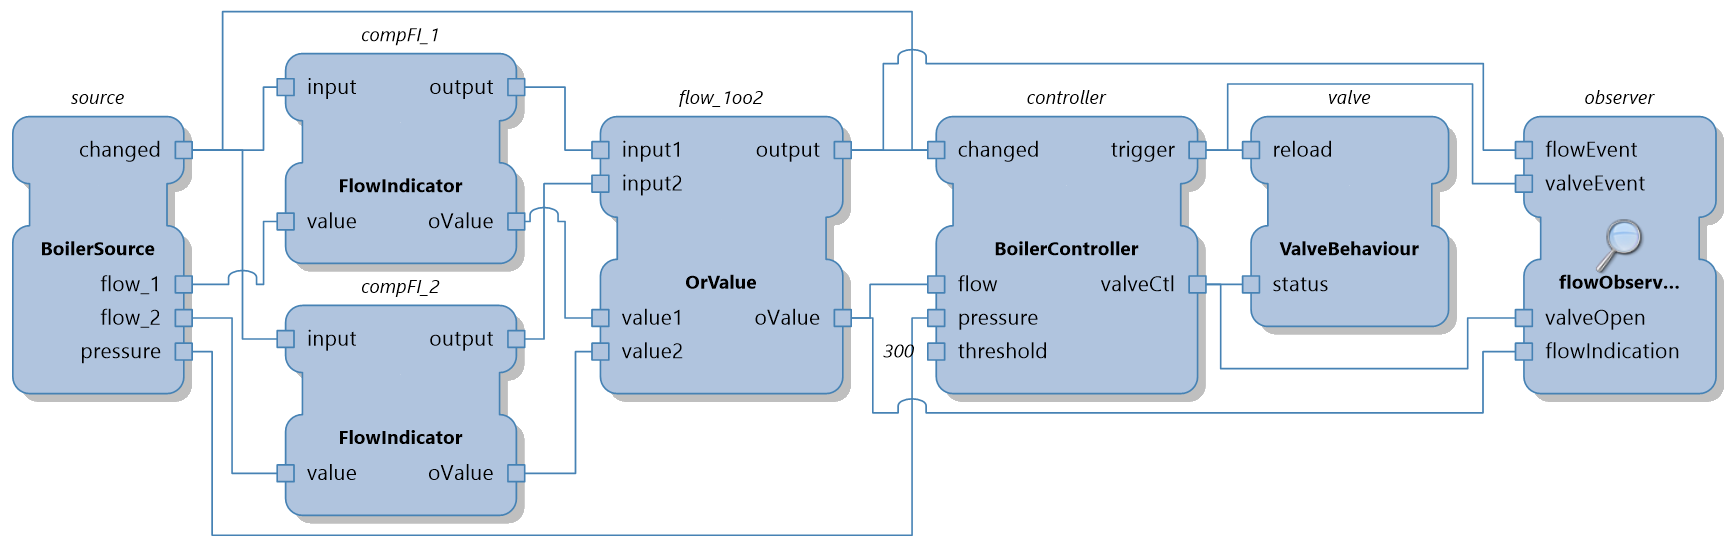 source
changed
BoilerSource
flow_1
flow_2
pressure
compFI_1
input output
FlowIndicator
value oValue
compFI_2
input output
FlowIndicator
value oValue
flow_1oo2
input1 output
input2
OrValue
value1 oValue
value2
controller
changed trigger
BoilerController
flow valveCtl
pressure
300 threshold
valve
reload
ValveBehaviour
status
observer
flowEvent
valveEvent
flowObserv...
valveOpen
flowIndication